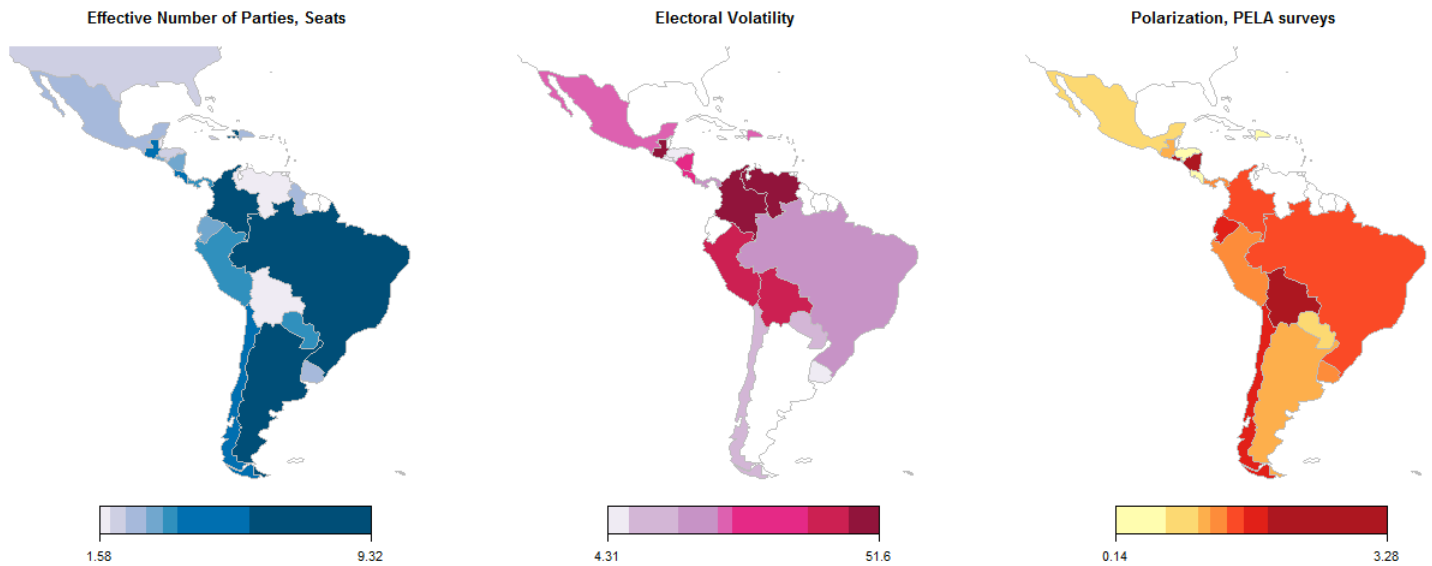 Effective Number of Parties, Seats
Electoral Volatility
Polarization, PELA surveys
1.58
9.32
4.31
51.6
0.14
3.28